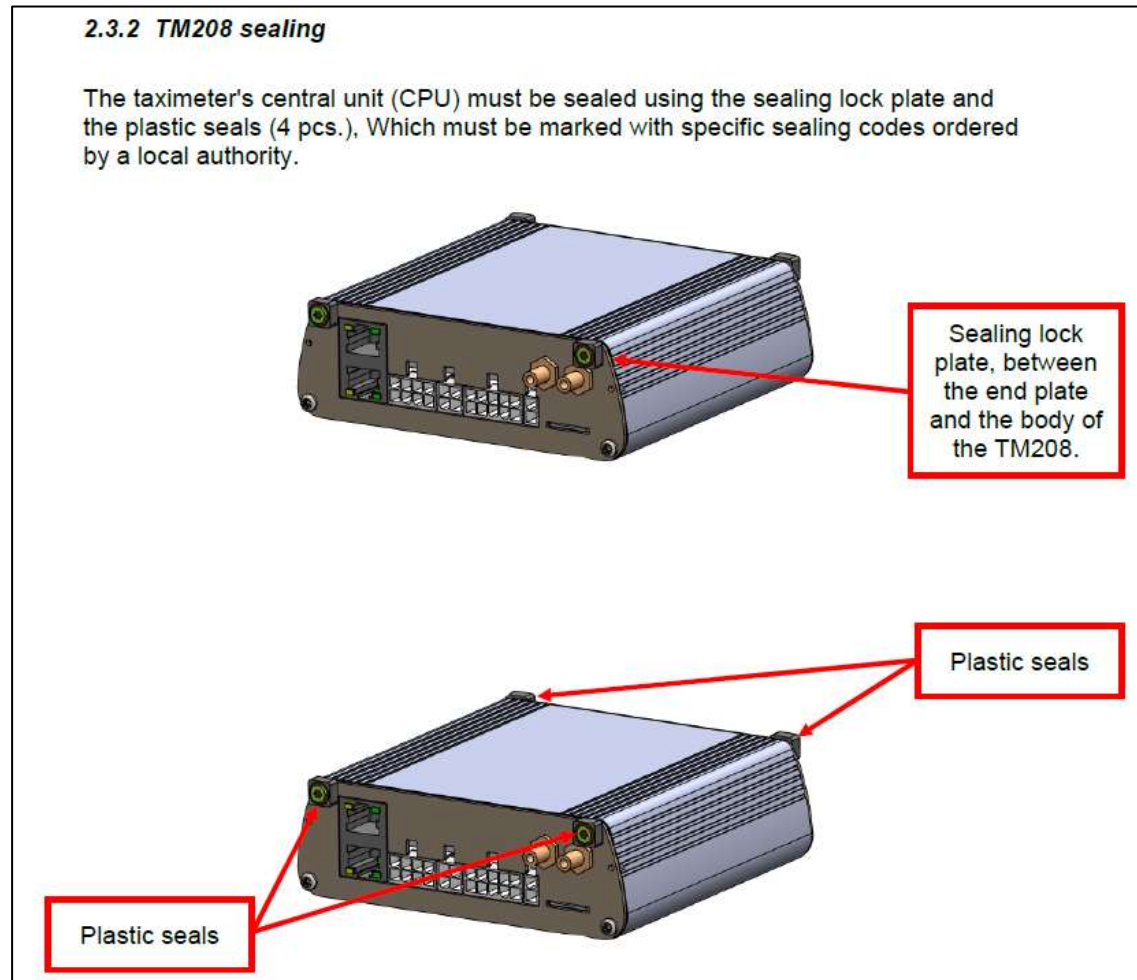 2.3.2 TM208 sealing
The taximeter's central unit (CPU) must be sealed using the sealing lock plate and
the plastic seals (4 pcs.), Which must be marked with specific sealing codes ordered
by a local authority.
Sealing lock
plate, between
the end plate
and the body of
the TM208.
Plastic seals
Plastic seals